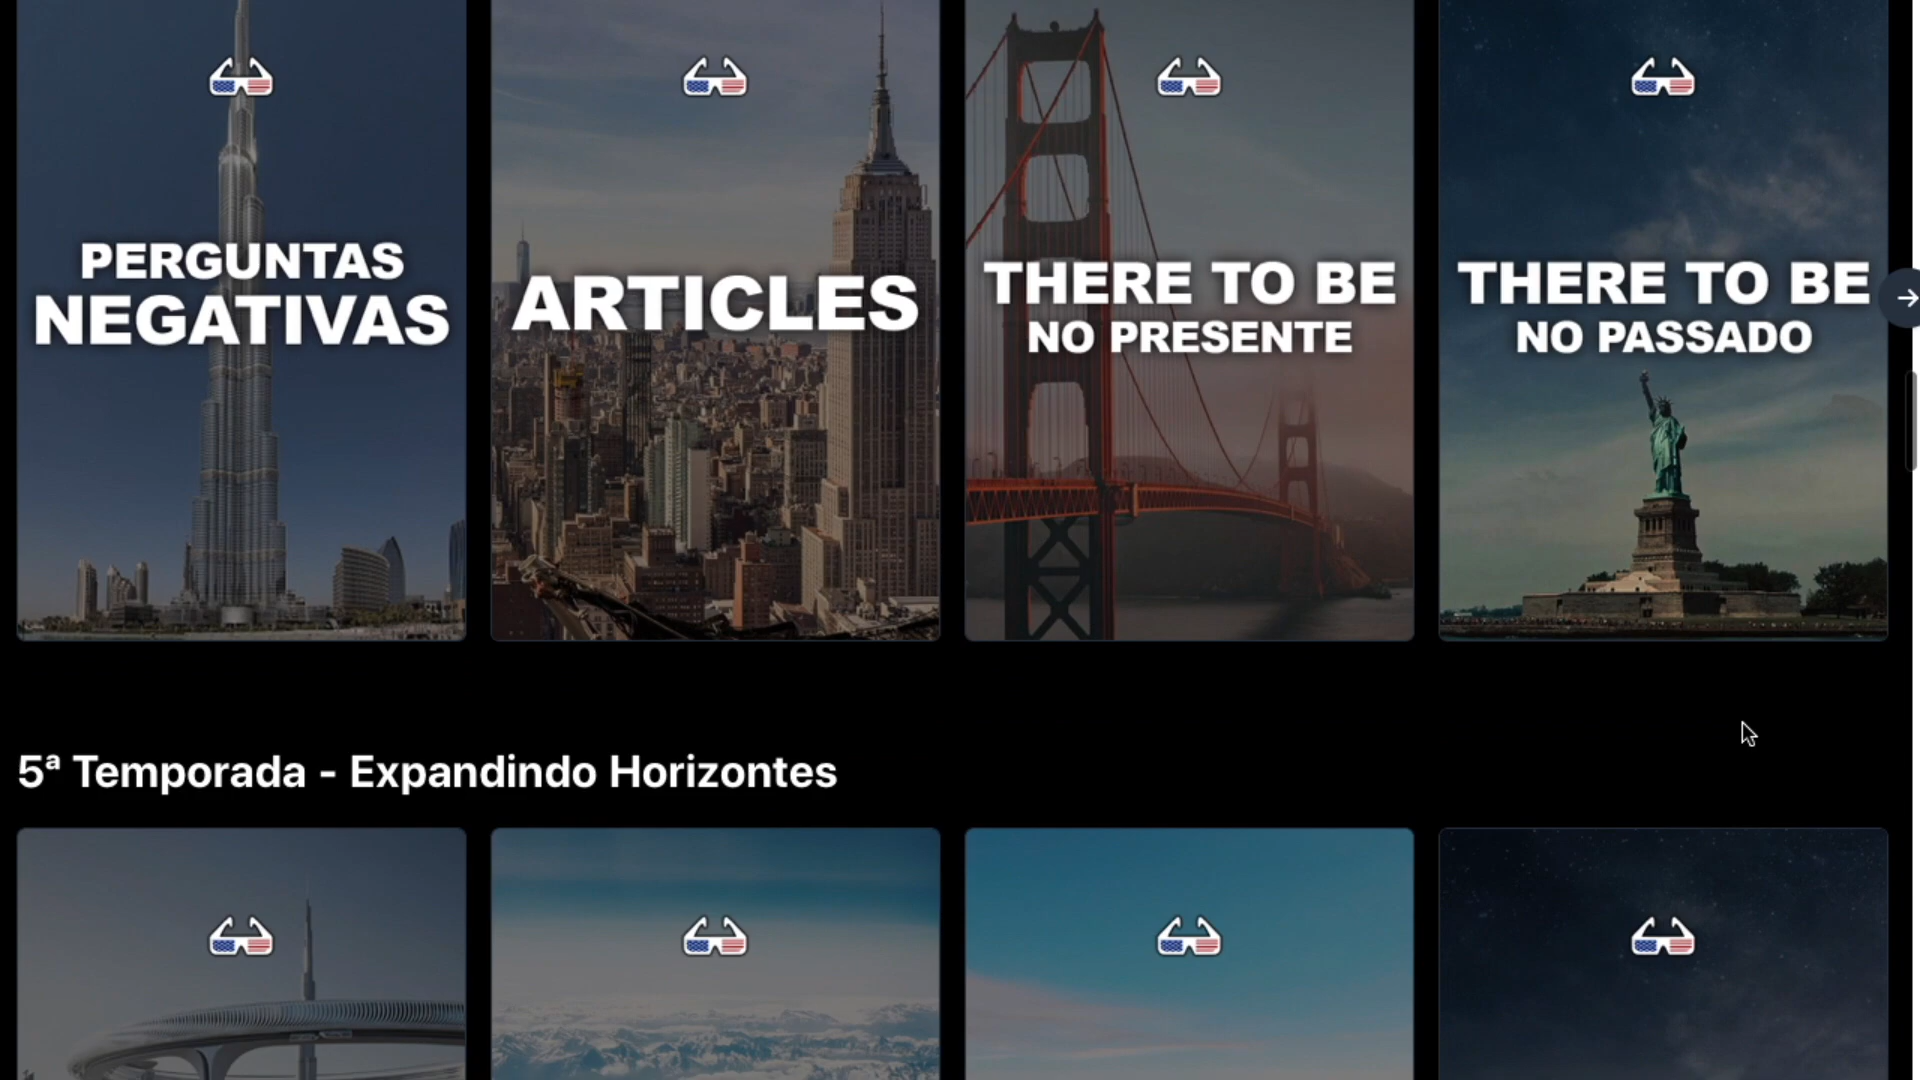 PERGUNTAS
NEGATIVAS
ARTICLES
THERE TO BE
NO PRESENTE
THERE TO BE
NO PASSADO
5ª Temporada - Expandindo Horizontes